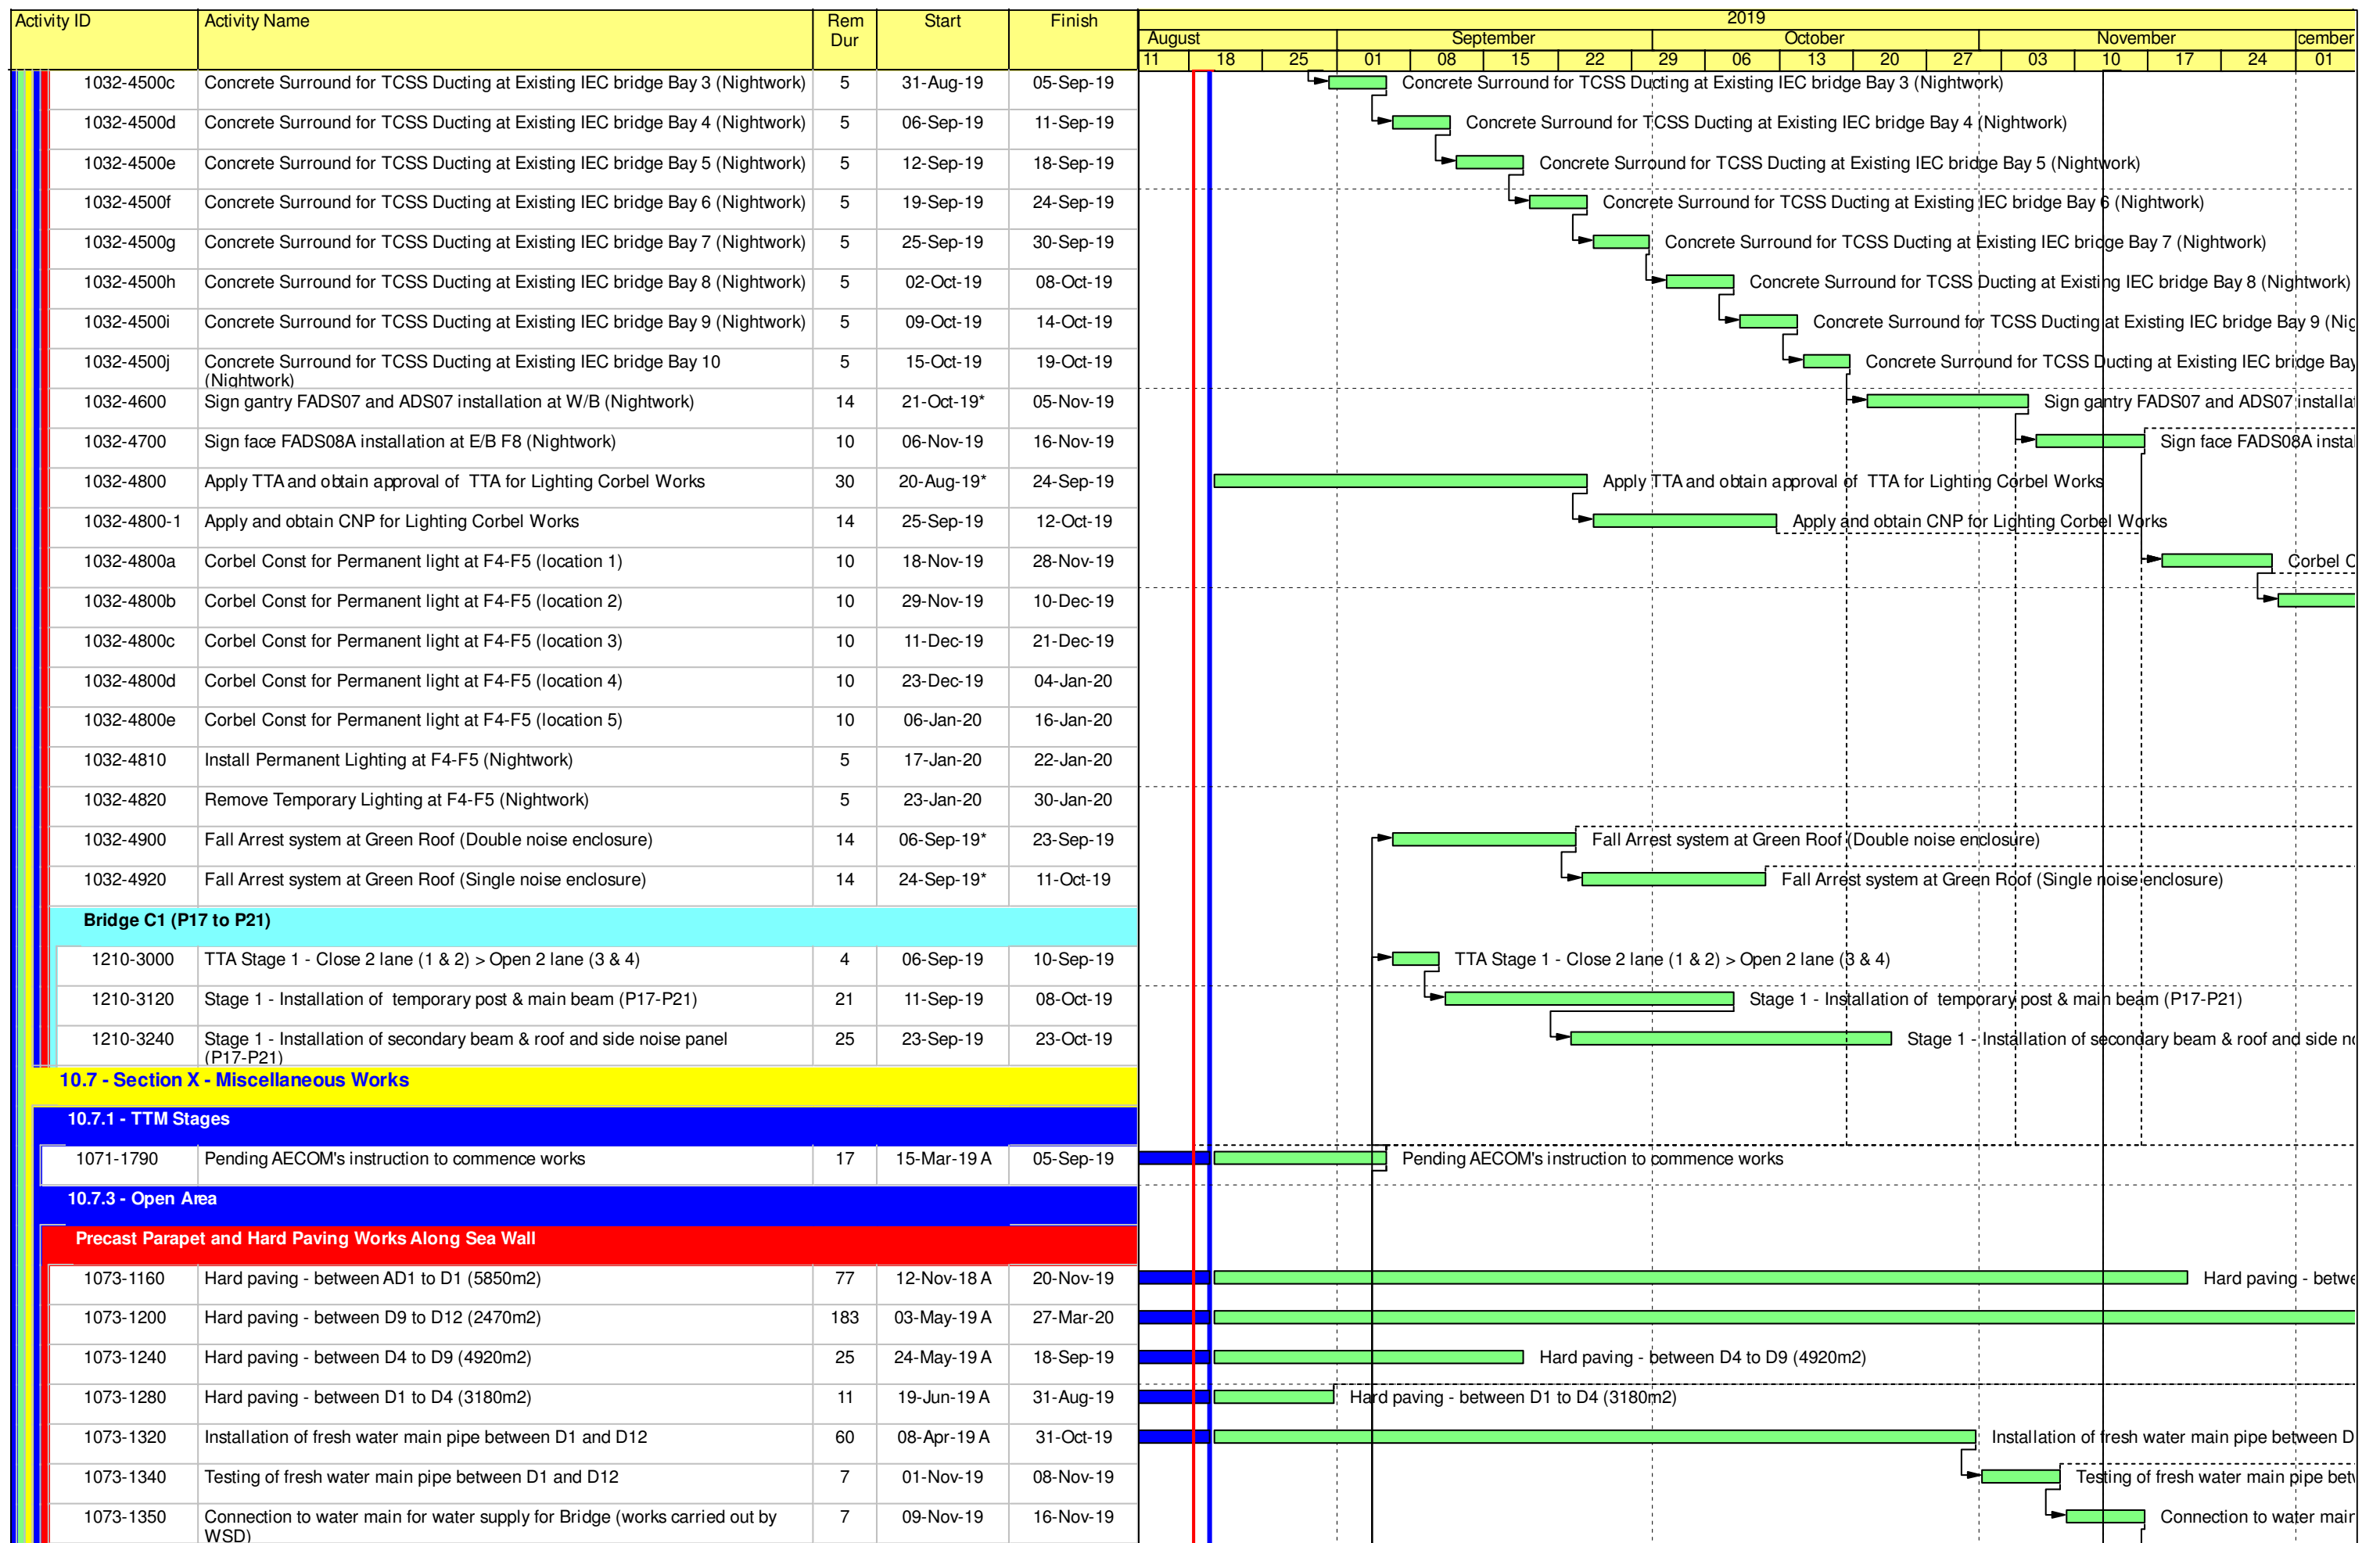 Activity ID Activity Name Rem Dur Start Finish 2019
August September October November cember
11 18 25 01 08 15 22 29 06 13 20 27 03 10 17 24 01
1032-4500c Concrete Surround for TCSS Ducting at Existing IEC bridge Bay 3 (Nightwork) 5 31-Aug-19 05-Sep-19 Concrete Surround for TCSS Ducting at Existing IEC bridge Bay 3 (Nightwork)
1032-4500d Concrete Surround for TCSS Ducting at Existing IEC bridge Bay 4 (Nightwork) 5 06-Sep-19 11-Sep-19 Concrete Surround for TCSS Ducting at Existing IEC bridge Bay 4 (Nightwork)
1032-4500e Concrete Surround for TCSS Ducting at Existing IEC bridge Bay 5 (Nightwork) 5 12-Sep-19 18-Sep-19 Concrete Surround for TCSS Ducting at Existing IEC bridge Bay 5 (Nightwork)
1032-4500f Concrete Surround for TCSS Ducting at Existing IEC bridge Bay 6 (Nightwork) 5 19-Sep-19 24-Sep-19 Concrete Surround for TCSS Ducting at Existing IEC bridge Bay 6 (Nightwork)
1032-4500g Concrete Surround for TCSS Ducting at Existing IEC bridge Bay 7 (Nightwork) 5 25-Sep-19 30-Sep-19 Concrete Surround for TCSS Ducting at Existing IEC bridge Bay 7 (Nightwork)
1032-4500h Concrete Surround for TCSS Ducting at Existing IEC bridge Bay 8 (Nightwork) 5 02-Oct-19 08-Oct-19 Concrete Surround for TCSS Ducting at Existing IEC bridge Bay 8 (Nightwork)
1032-4500i Concrete Surround for TCSS Ducting at Existing IEC bridge Bay 9 (Nightwork) 5 09-Oct-19 14-Oct-19 Concrete Surround for TCSS Ducting at Existing IEC bridge Bay 9 (Nig
1032-4500j Concrete Surround for TCSS Ducting at Existing IEC bridge Bay 10 5 15-Oct-19 19-Oct-19 Concrete Surround for TCSS Ducting at Existing IEC bridge Bay
(Nightwork)
1032-4600 Sign gantry FADS07 and ADS07 installation at W/B (Nightwork) 14 21-Oct-19* 05-Nov-19 Sign gantry FADS07 and ADS07 installat
1032-4700 Sign face FADS08A installation at E/B F8 (Nightwork) 10 06-Nov-19 16-Nov-19 Sign face FADS08A instal
1032-4800 Apply TTA and obtain approval of TTA for Lighting Corbel Works 30 20-Aug-19* 24-Sep-19 Apply TTA and obtain approval of TTA for Lighting Corbel Works
1032-4800-1 Apply and obtain CNP for Lighting Corbel Works 14 25-Sep-19 12-Oct-19 Apply and obtain CNP for Lighting Corbel Works
1032-4800a Corbel Const for Permanent light at F4-F5 (location 1) 10 18-Nov-19 28-Nov-19 Corbel C
1032-4800b Corbel Const for Permanent light at F4-F5 (location 2) 10 29-Nov-19 10-Dec-19
1032-4800c Corbel Const for Permanent light at F4-F5 (location 3) 10 11-Dec-19 21-Dec-19
1032-4800d Corbel Const for Permanent light at F4-F5 (location 4) 10 23-Dec-19 04-Jan-20
1032-4800e Corbel Const for Permanent light at F4-F5 (location 5) 10 06-Jan-20 16-Jan-20
1032-4810 Install Permanent Lighting at F4-F5 (Nightwork) 5 17-Jan-20 22-Jan-20
1032-4820 Remove Temporary Lighting at F4-F5 (Nightwork) 5 23-Jan-20 30-Jan-20
1032-4900 Fall Arrest system at Green Roof (Double noise enclosure) 14 06-Sep-19* 23-Sep-19 Fall Arrest system at Green Roof (Double noise enclosure)
1032-4920 Fall Arrest system at Green Roof (Single noise enclosure) 14 24-Sep-19* 11-Oct-19 Fall Arrest system at Green Roof (Single noise enclosure)
Bridge C1 (P17 to P21)
1210-3000 TTA Stage 1 - Close 2 lane (1 & 2) > Open 2 lane (3 & 4) 4 06-Sep-19 10-Sep-19 TTA Stage 1 - Close 2 lane (1 & 2) > Open 2 lane (3 & 4)
1210-3120 Stage 1 - Installation of temporary post & main beam (P17-P21) 21 11-Sep-19 08-Oct-19 Stage 1 - Installation of temporary post & main beam (P17-P21)
1210-3240 Stage 1 - Installation of secondary beam & roof and side noise panel 25 23-Sep-19 23-Oct-19 Stage 1 - Installation of secondary beam & roof and side no
(P17-P21)
10.7 - Section X - Miscellaneous Works
10.7.1 - TTM Stages
1071-1790 Pending AECOM's instruction to commence works 17 15-Mar-19 A 05-Sep-19 Pending AECOM's instruction to commence works
10.7.3 - Open Area
Precast Parapet and Hard Paving Works Along Sea Wall
1073-1160 Hard paving - between AD1 to D1 (5850m2) 77 12-Nov-18 A 20-Nov-19 Hard paving - betwe
1073-1200 Hard paving - between D9 to D12 (2470m2) 183 03-May-19 A 27-Mar-20
1073-1240 Hard paving - between D4 to D9 (4920m2) 25 24-May-19 A 18-Sep-19 Hard paving - between D4 to D9 (4920m2)
1073-1280 Hard paving - between D1 to D4 (3180m2) 11 19-Jun-19 A 31-Aug-19 Hard paving - between D1 to D4 (3180m2)
1073-1320 Installation of fresh water main pipe between D1 and D12 60 08-Apr-19 A 31-Oct-19 Installation of fresh water main pipe between D
1073-1340 Testing of fresh water main pipe between D1 and D12 7 01-Nov-19 08-Nov-19 Testing of fresh water main pipe betw
1073-1350 Connection to water main for water supply for Bridge (works carried out by 7 09-Nov-19 16-Nov-19 Connection to water main
WSD)